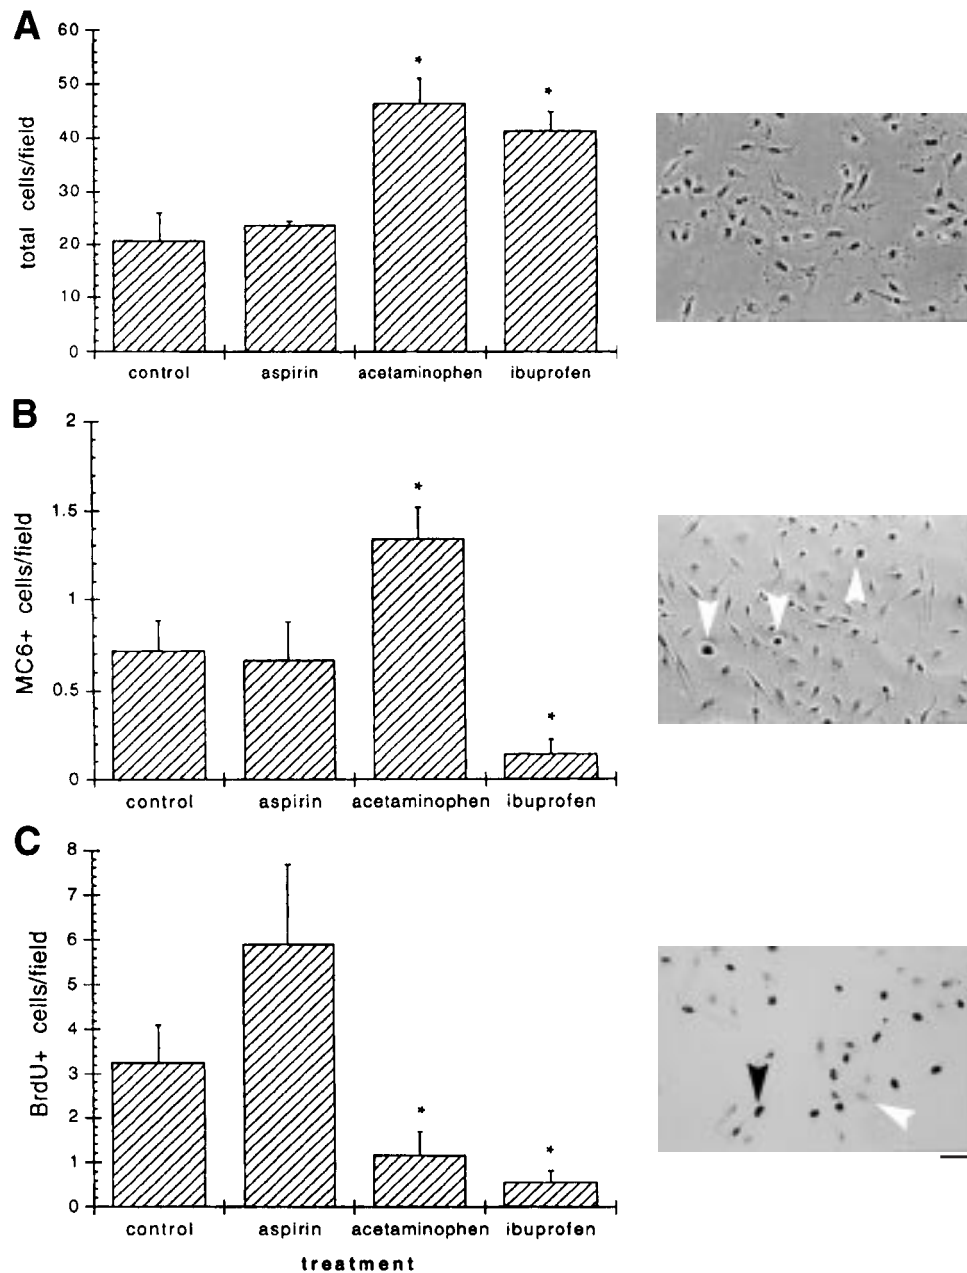 A
60
50
40
30
20
10
0
total cells/field
* *
control aspirin acetaminophen ibuprofen
B
2
1.5
1
0.5
0
MC6+ cells/field
* *
control aspirin acetaminophen ibuprofen
C
8
7
6
5
4
3
2
1
0
BrdU+ cells/field
* *
control aspirin acetaminophen ibuprofen
treatment